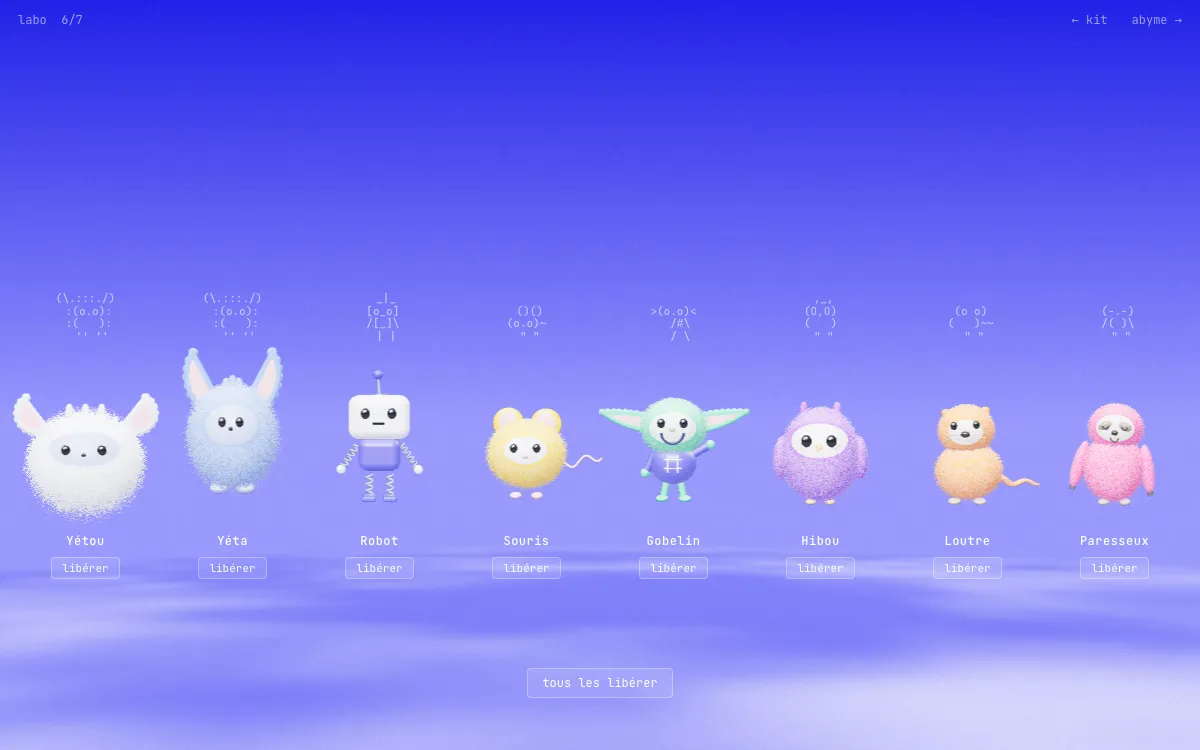 labo 6/7
← kit abyme →
(\.:::./) (\.:::./) _|_
:(o.o): :(o.o): [o_o] ()() >(o.o)< ,_, (o o) (-.-)
:( ): :( ): /[_]\ (o.o)~ /#\ (O,O) ( )~~ /( )\
'' '' '' '' | | " " / \ ( ) " " " "
" "
Yétou Yéta Robot Souris Gobelin Hibou Loutre Paresseux
libérer libérer libérer libérer libérer libérer libérer libérer
tous les libérer